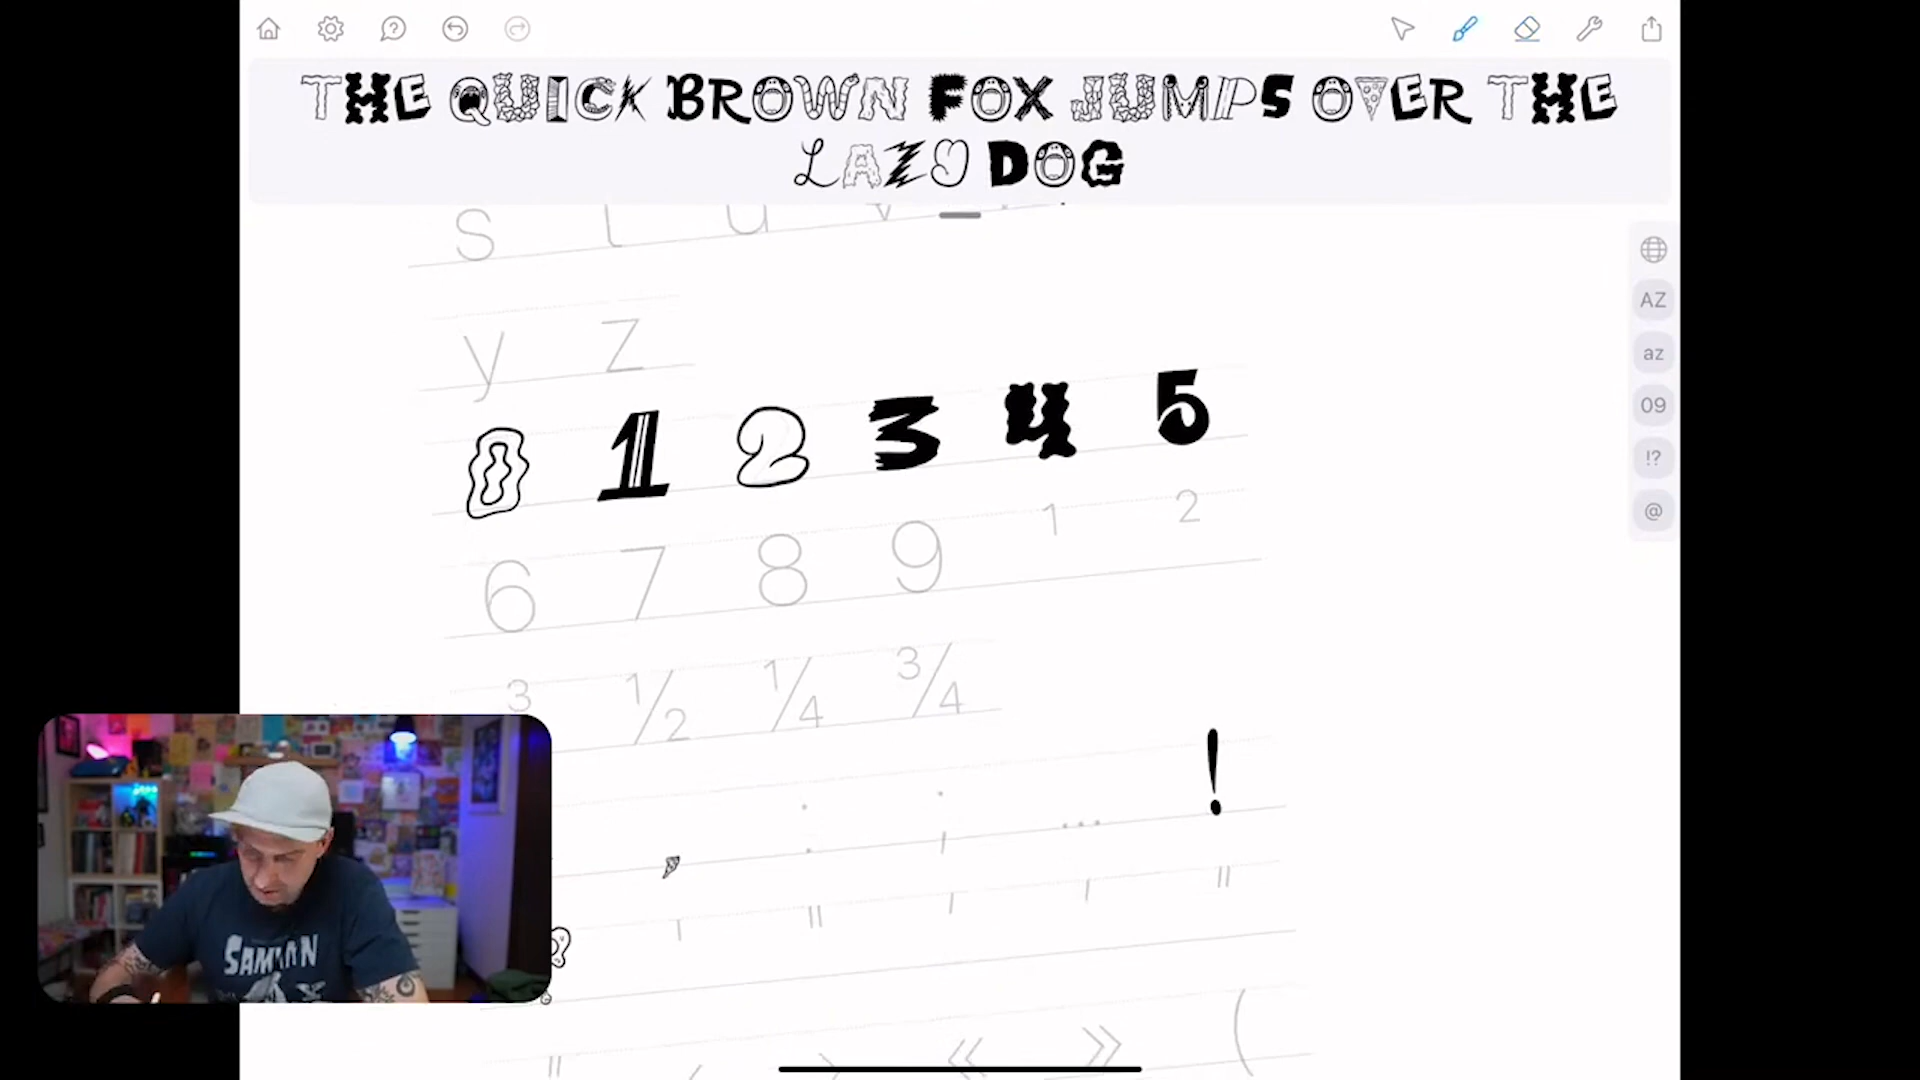 THE QUICK BROWN FOX JUMPS OVER THE
LAZY DOG
s t u v
y z
AZ
az
0 1 2 3 4 5
09
!?
6 7 8 9 1 2
@
3 1/2 1/4 3/4
, : ; … !
? ' " ' ' "
" ‹ › « » (